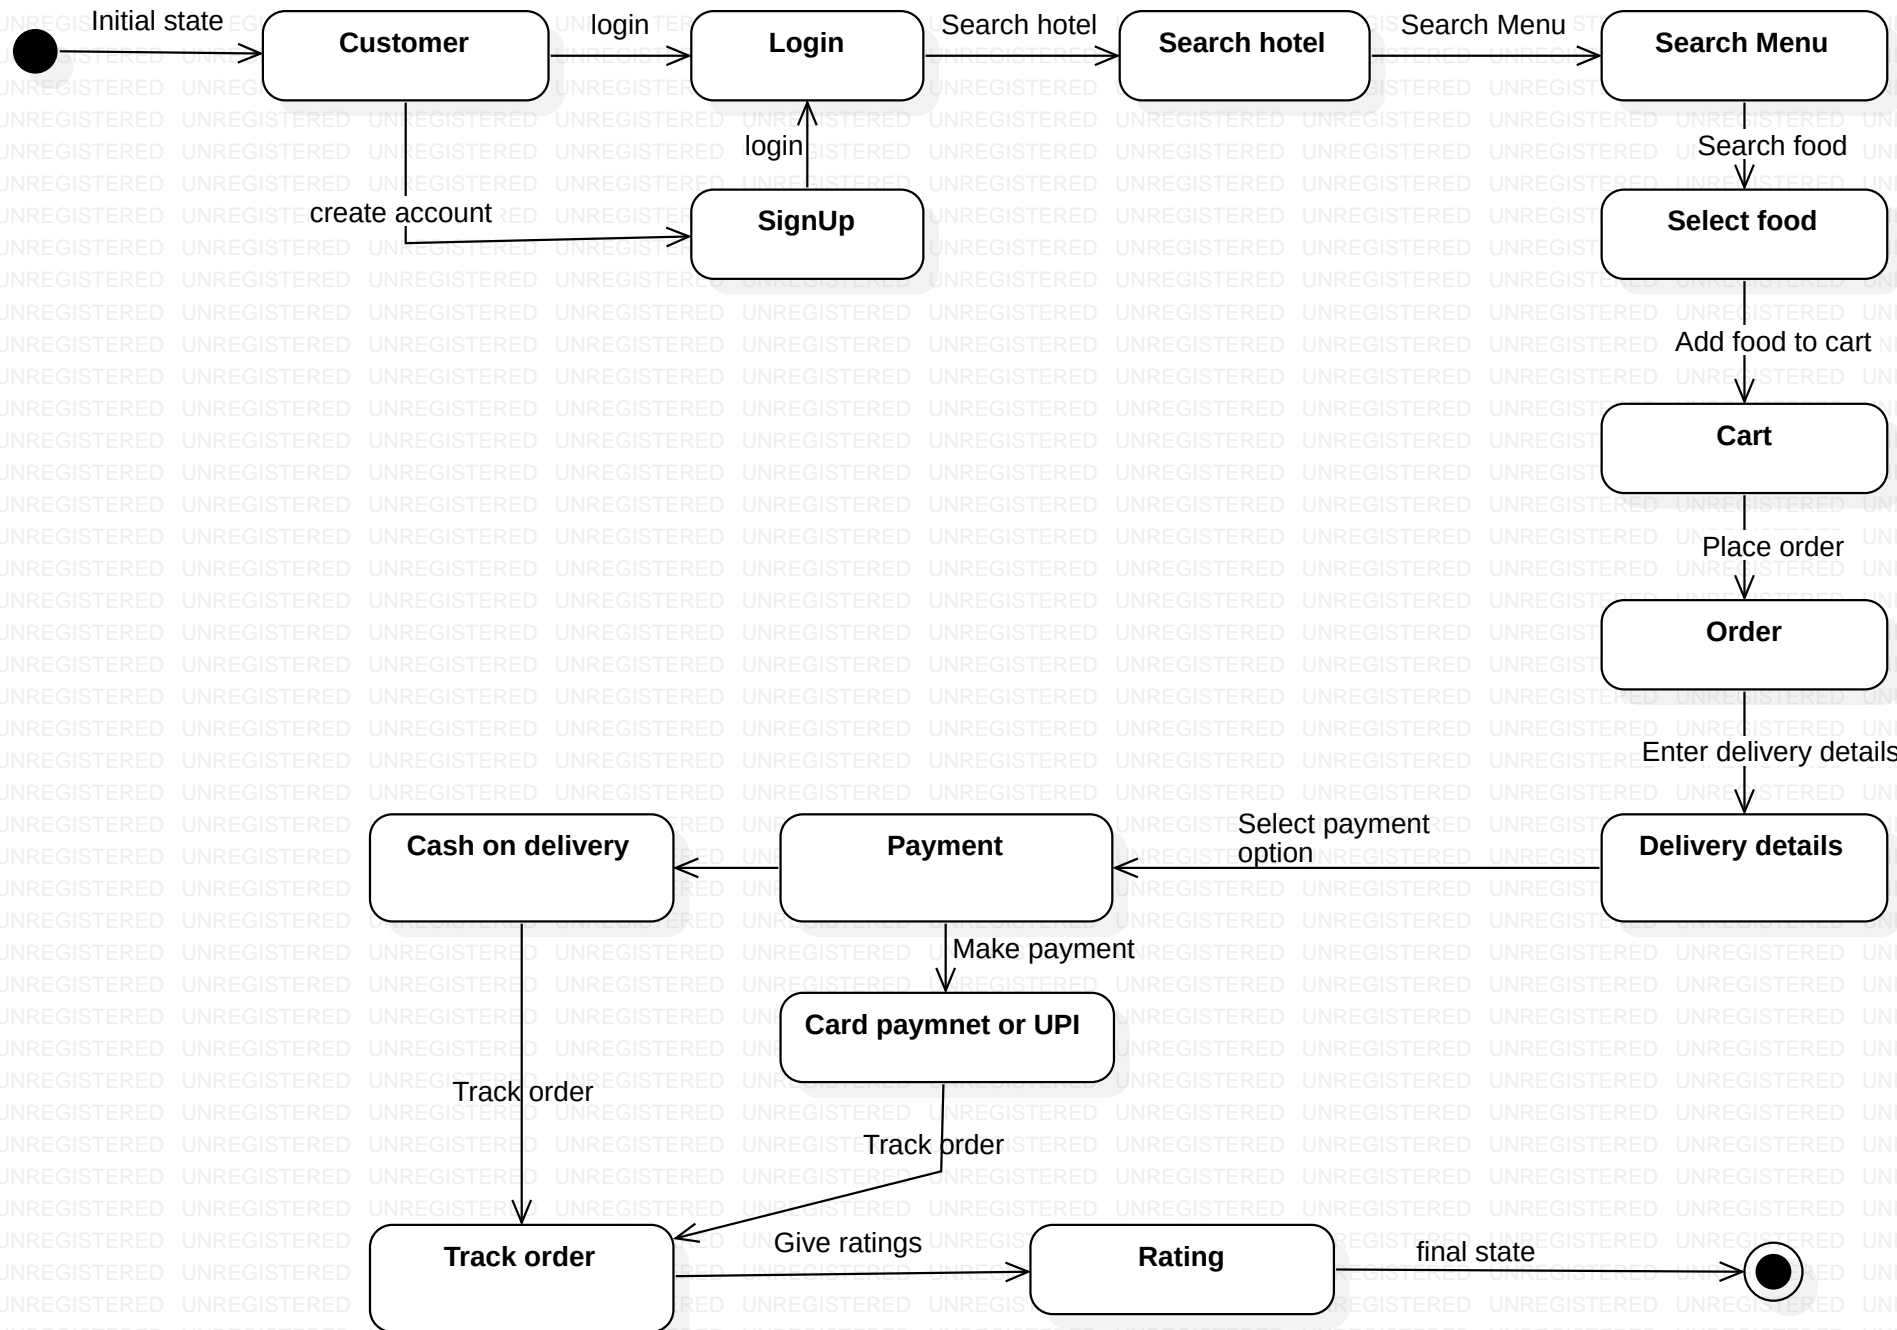 Initial state
Customer
login
Login
Search hotel
Search hotel
Search Menu
Search Menu
login
Search food
create account
SignUp
Select food
Add food to cart
Cart
Place order
Order
Enter delivery details
Cash on delivery
Payment
Select payment
option
Delivery details
Make payment
Card paymnet or UPI
Track order
Track order
Track order
Give ratings
Rating
final state
UNREGISTERED